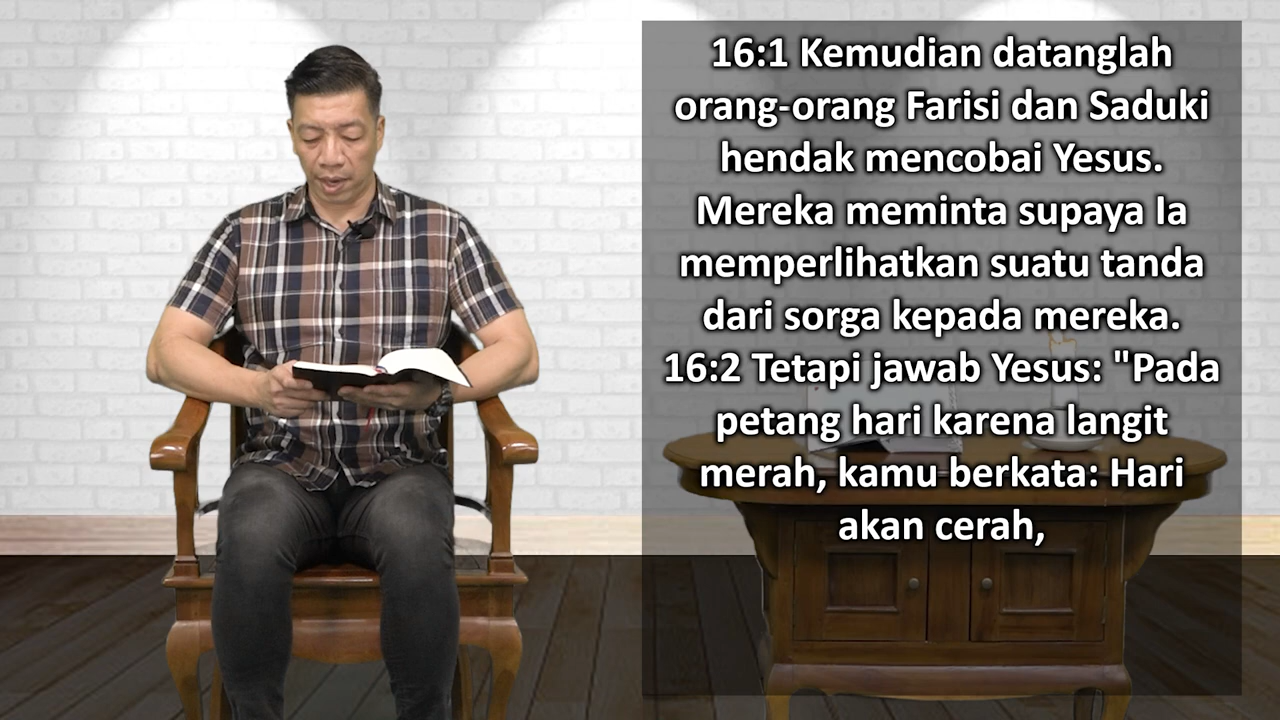 16:1 Kemudian datanglah
orang-orang Farisi dan Saduki
hendak mencobai Yesus.
Mereka meminta supaya Ia
memperlihatkan suatu tanda
dari sorga kepada mereka.
16:2 Tetapi jawab Yesus: "Pada
petang hari karena langit
merah, kamu berkata: Hari
akan cerah,